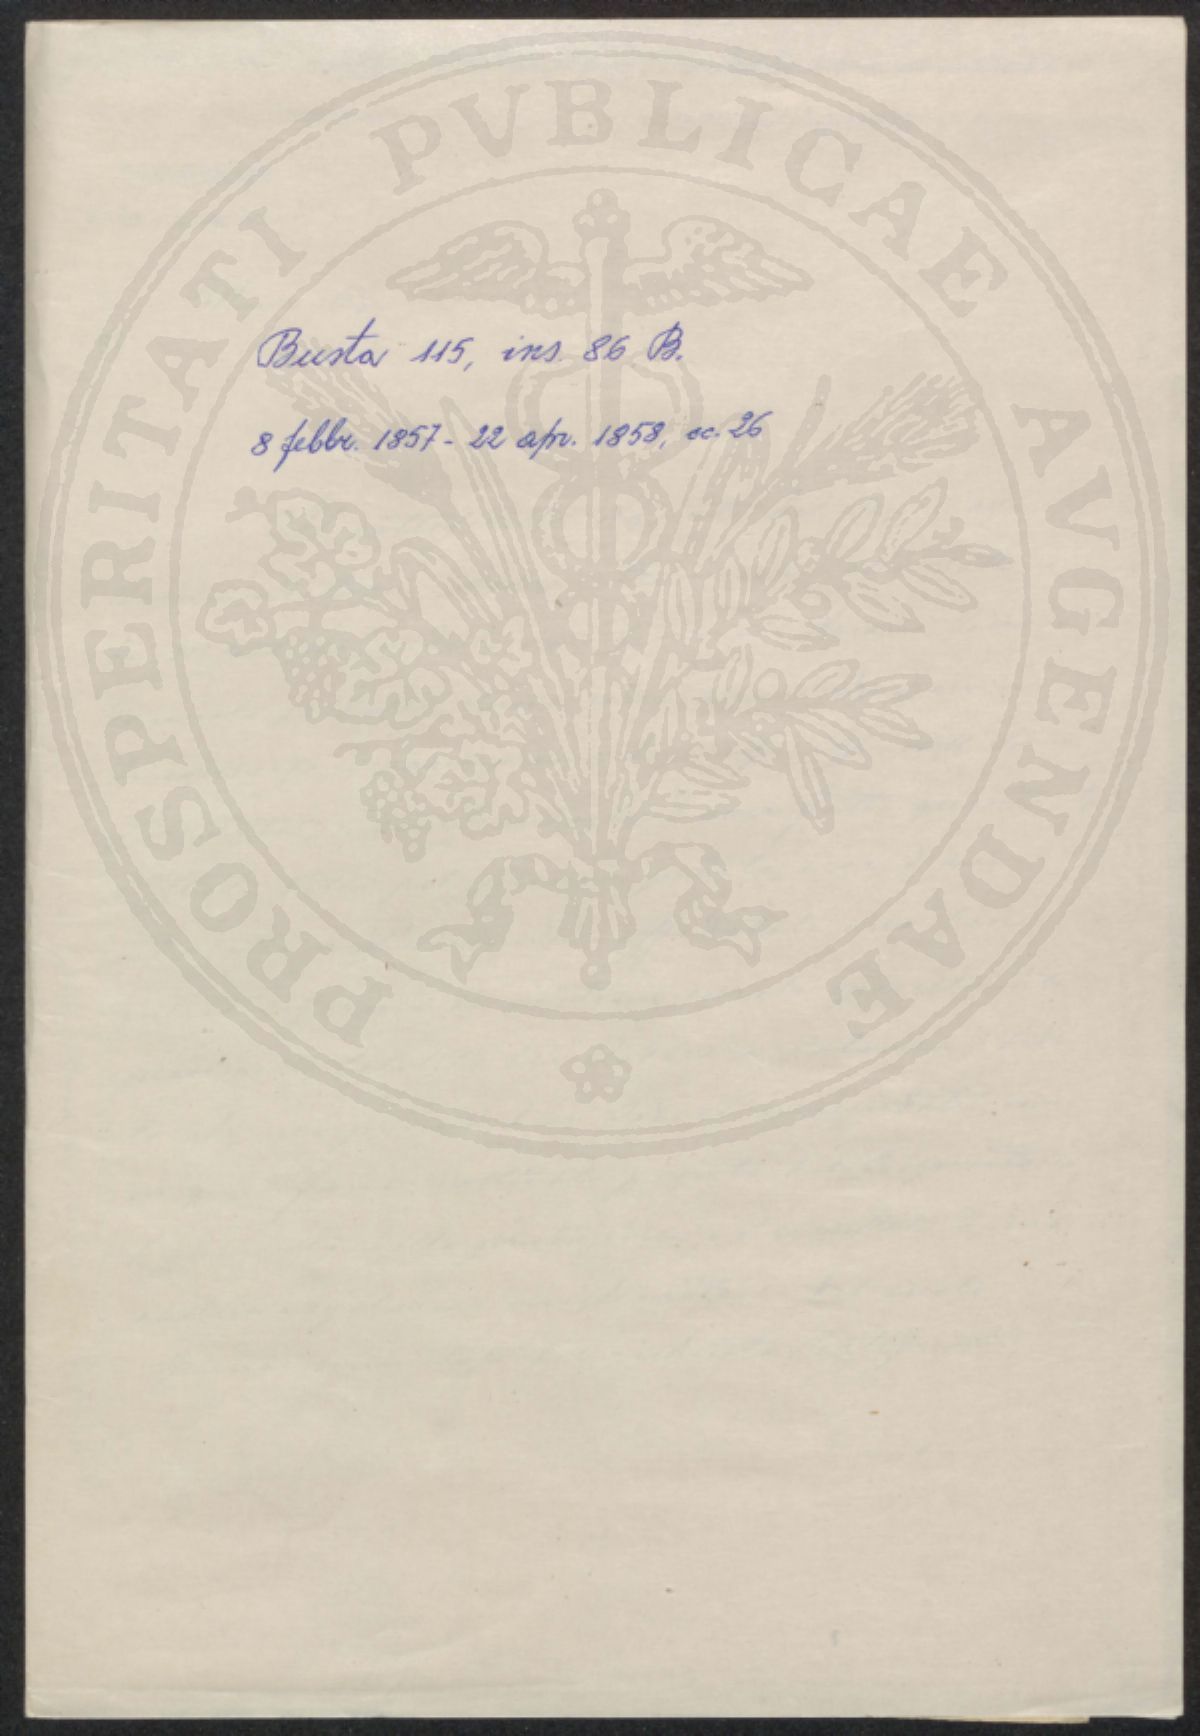 Busta 115, ins. 86 B.
8 febbr. 1857 - 22 apr. 1858, cc. 26
PROSPERITATI PVBLICAE AVGENDAE